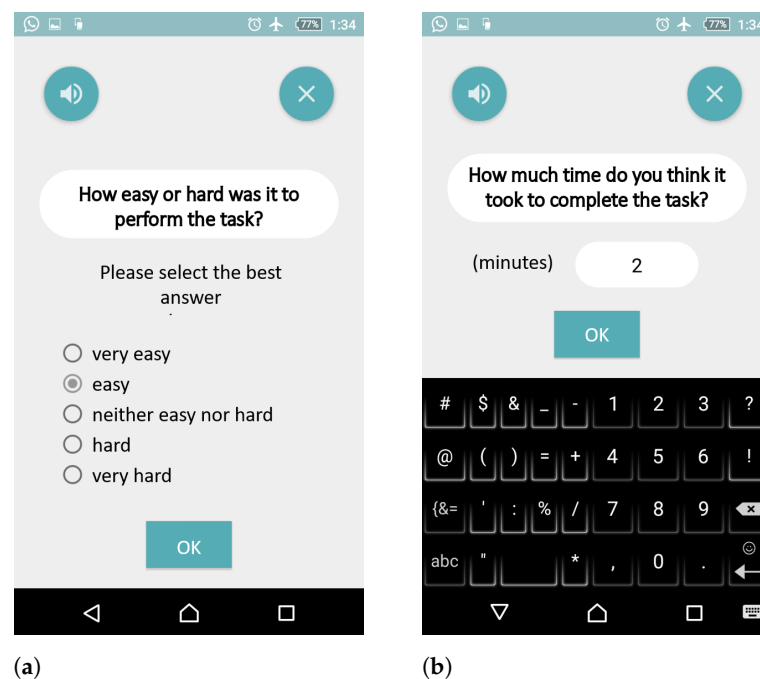 77% 1:34
How easy or hard was it to
perform the task?
Please select the best
answer
very easy
easy
neither easy nor hard
hard
very hard
OK
(a)
77% 1:34
How much time do you think it
took to complete the task?
(minutes) 2
OK
# $ & _ - 1 2 3 ?
@ ( ) = + 4 5 6 !
{&= ' : % / 7 8 9
abc " * , 0 .
(b)